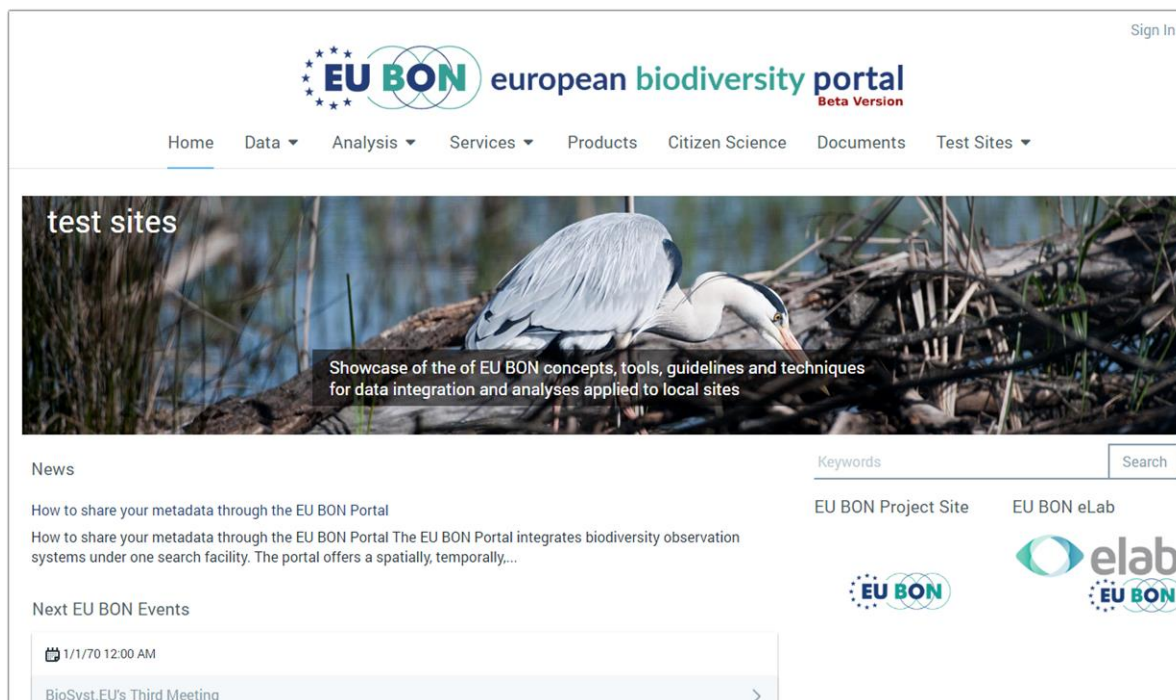 Sign In
EU BON european biodiversity portal
Beta Version
Home Data Analysis Services Products Citizen Science Documents Test Sites
test sites
Showcase of the of EU BON concepts, tools, guidelines and techniques
for data integration and analyses applied to local sites
News
How to share your metadata through the EU BON Portal
How to share your metadata through the EU BON Portal The EU BON Portal integrates biodiversity observation
systems under one search facility. The portal offers a spatially, temporally,...
Next EU BON Events
1/1/70 12:00 AM
BioSyst.EU's Third Meeting
Keywords Search
EU BON Project Site EU BON eLab
elab
EU BON EU BON